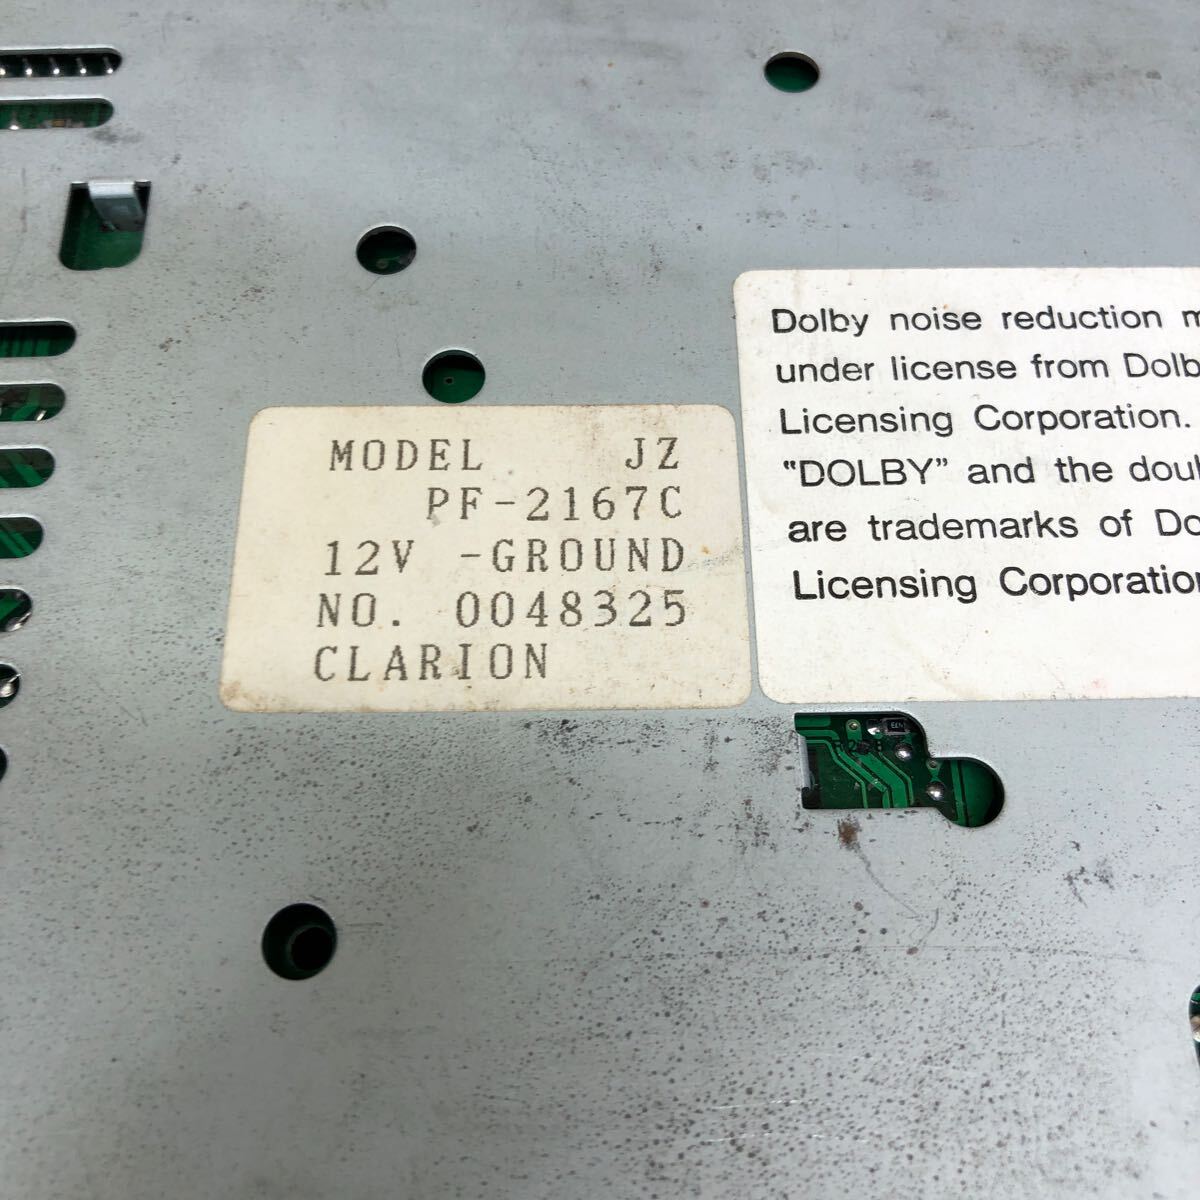 MODEL JZ
PF-2167C
12V -GROUND
NO. 0048325
CLARION
Dolby noise reduction
under license from
Licensing Corporation.
"DOLBY" and the
are trademarks of
Licensing Corporation